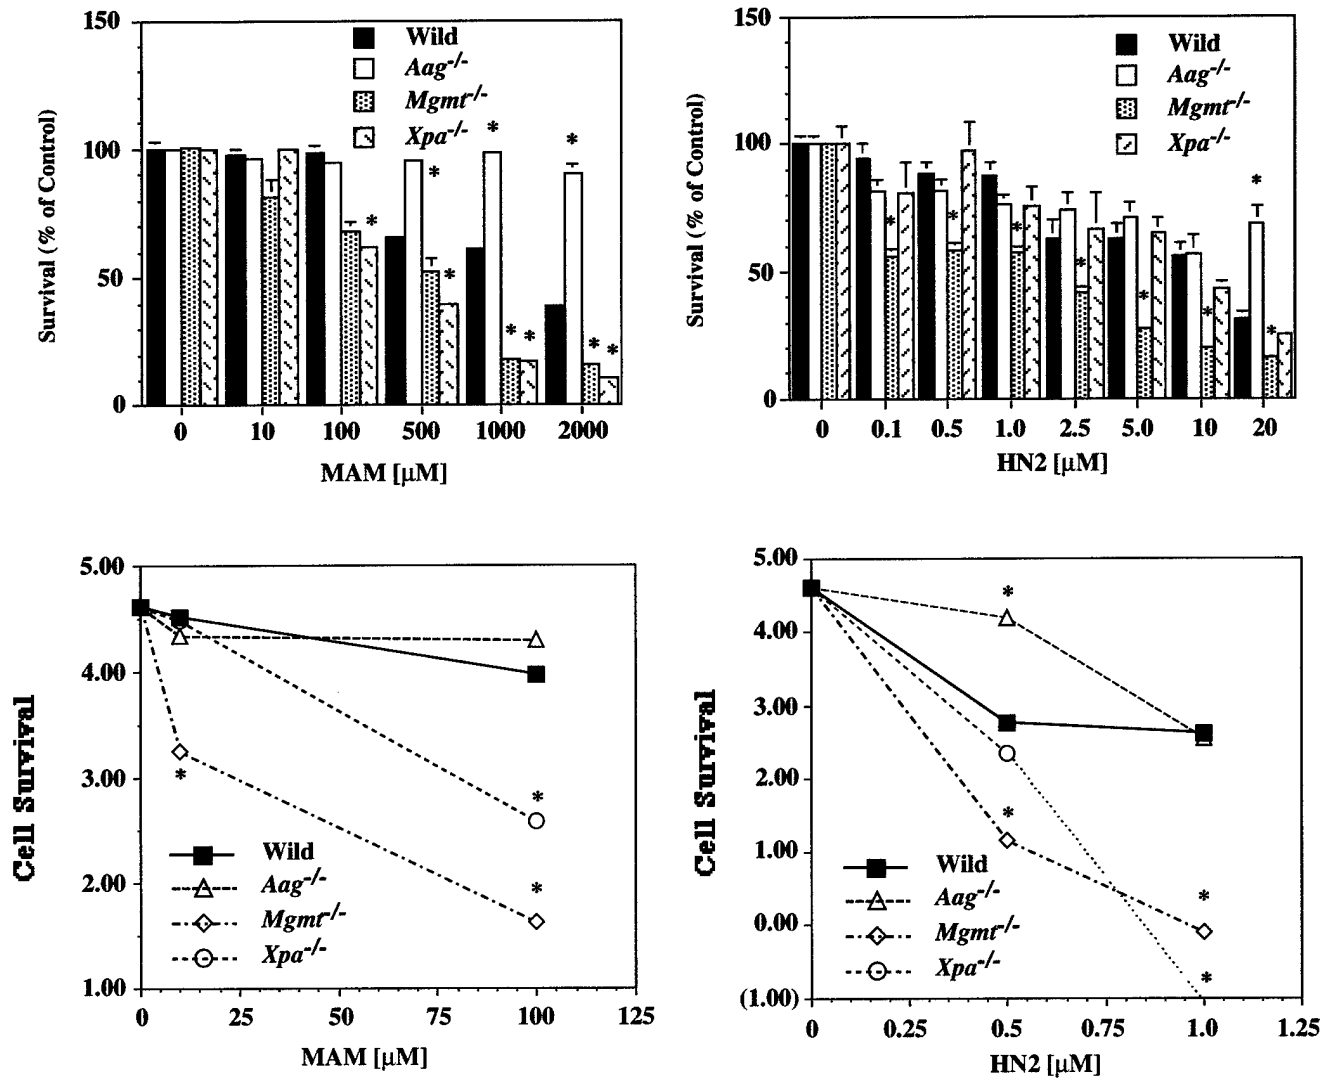 150
100
50
0
Survival (% of Control)
Wild
Aag-/-
Mgmt-/-
Xpa-/-
* * * * * * * * *
0 10 100 500 1000 2000
MAM [μM]
150
100
50
0
Survival (% of Control)
Wild
Aag-/-
Mgmt-/-
Xpa-/-
* * * * * * * *
0 0.1 0.5 1.0 2.5 5.0 10 20
HN2 [μM]
5.00
4.00
3.00
2.00
1.00
Cell Survival
* * *
Wild
Aag-/-
Mgmt-/-
Xpa-/-
0 25 50 75 100 125
MAM [μM]
5.00
4.00
3.00
2.00
1.00
0.00
(1.00)
Cell Survival
* * * *
Wild
Aag-/-
Mgmt-/-
Xpa-/-
0 0.25 0.5 0.75 1.0 1.25
HN2 [μM]